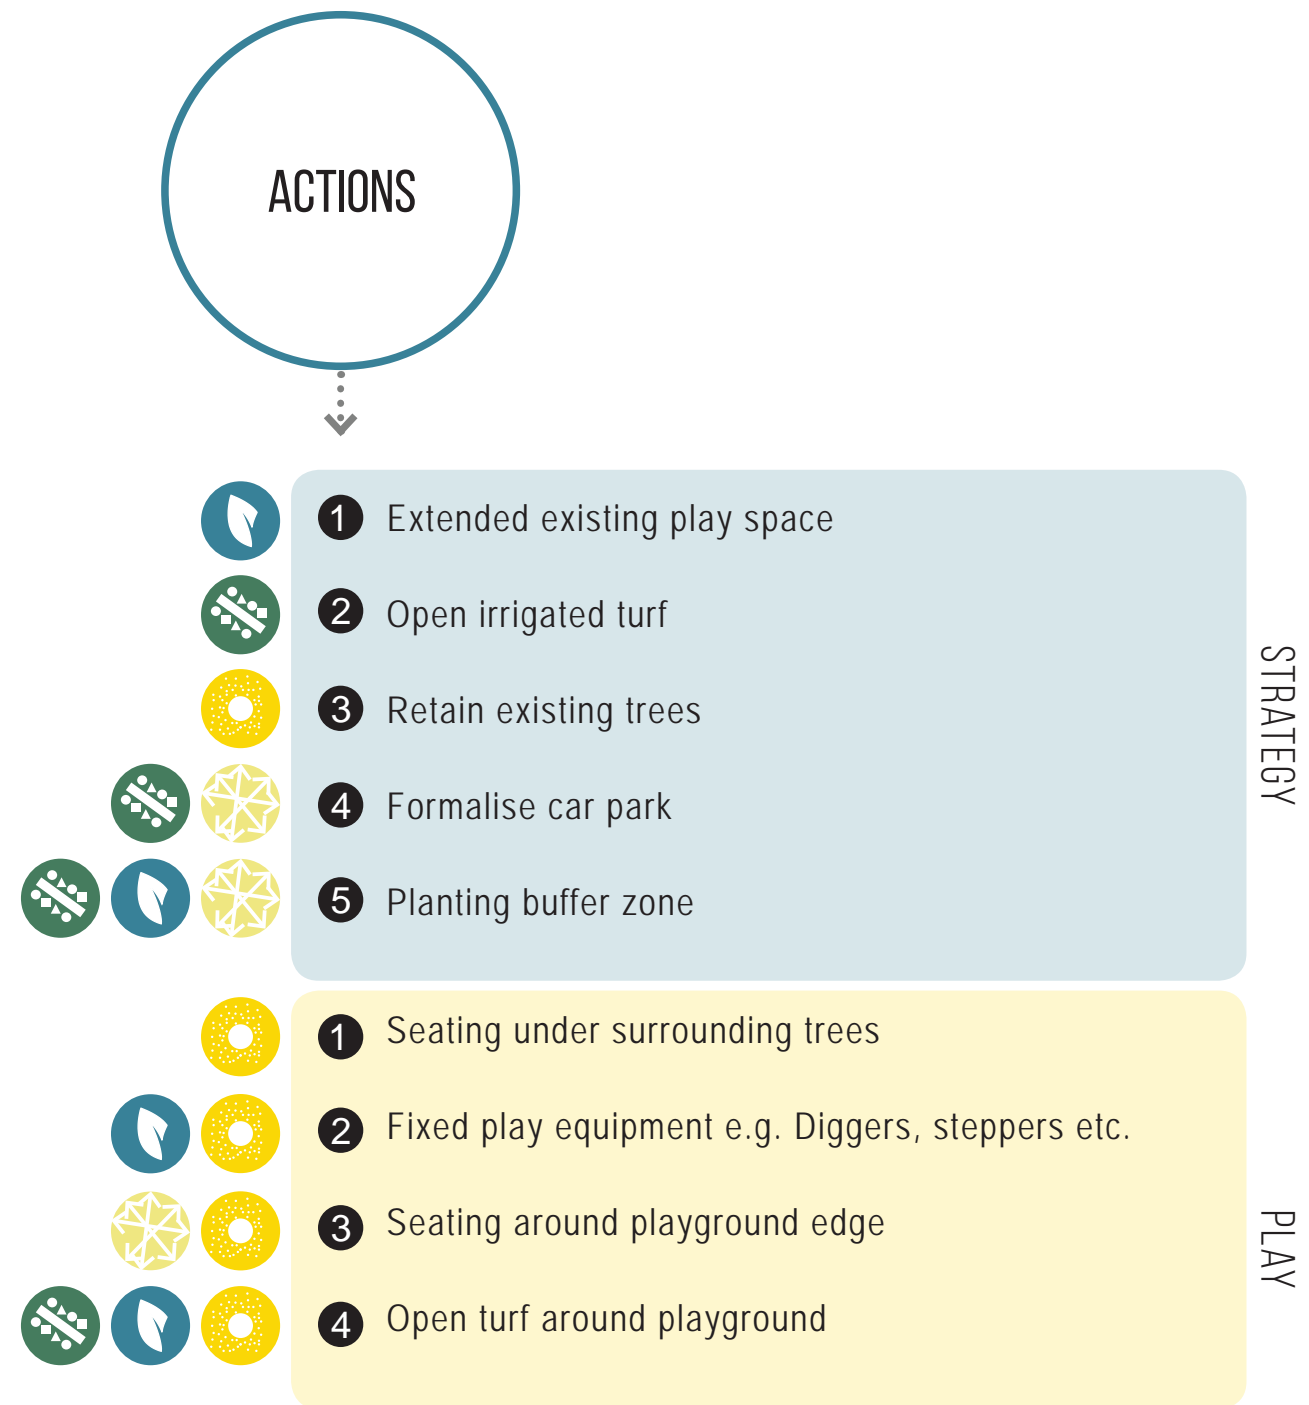 ACTIONS
1 Extended existing play space
2 Open irrigated turf
3 Retain existing trees
4 Formalise car park
5 Planting buffer zone
STRATEGY
1 Seating under surrounding trees
2 Fixed play equipment e.g. Diggers, steppers etc.
3 Seating around playground edge
4 Open turf around playground
PLAY